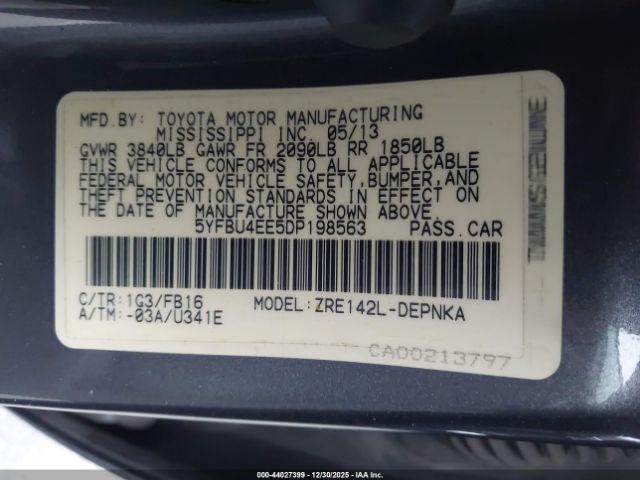 MFD.BY: TOYOTA MOTOR MANUFACTURING
MISSISSIPPI INC. 05/13
GVWR 3840LB GAWR FR 2090LB RR 1850LB
THIS VEHICLE CONFORMS TO ALL APPLICABLE
FEDERAL MOTOR VEHICLE SAFETY,BUMPER,AND
THEFT PREVENTION STANDARDS IN EFFECT ON
THE DATE OF MANUFACTURE SHOWN ABOVE.
5YFBU4EE5DP198563 PASS.CAR
C/TR:1G3/FB16 MODEL:ZRE142L-DEPNKA
A/TM:-03A/U341E
CA00213797
000-44027399 - 12/30/2025 - IAA Inc.